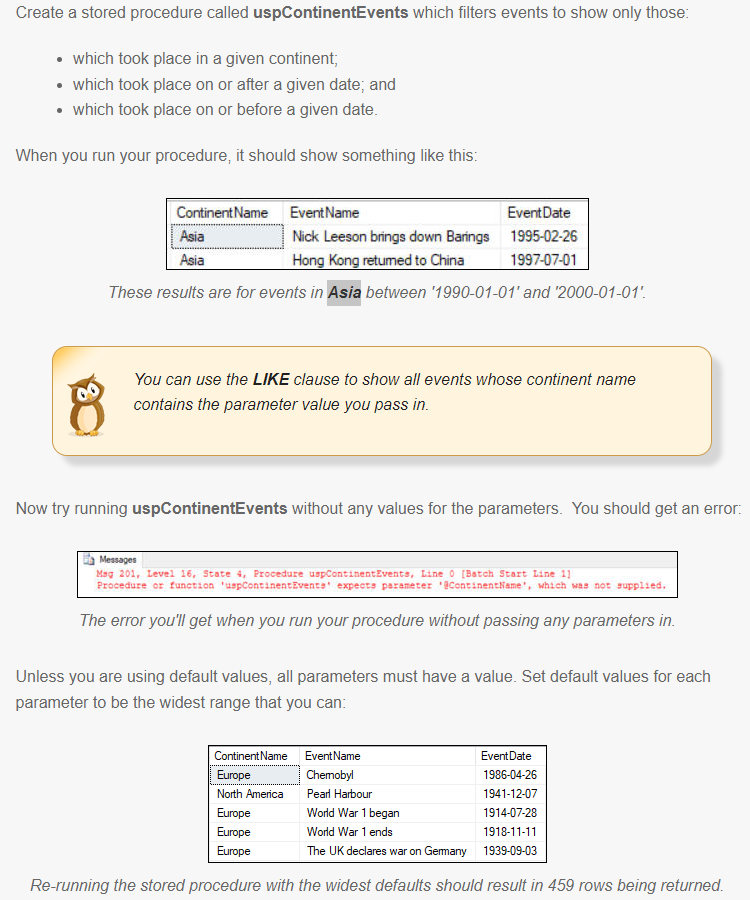 Create a stored procedure called uspContinentEvents which filters events to show only those:
which took place in a given continent;
which took place on or after a given date; and
which took place on or before a given date.
When you run your procedure, it should show something like this:
ContinentName EventName EventDate
Asia Nick Leeson brings down Barings 1995-02-26
Asia Hong Kong returned to China 1997-07-01
These results are for events in Asia between '1990-01-01' and '2000-01-01'.
You can use the LIKE clause to show all events whose continent name
contains the parameter value you pass in.
Now try running uspContinentEvents without any values for the parameters. You should get an error:
Messages
Msg 201, Level 16, State 4, Procedure uspContinentEvents, Line 0 [Batch Start Line 1]
Procedure or function 'uspContinentEvents' expects parameter '@ContinentName', which was not supplied.
The error you'll get when you run your procedure without passing any parameters in.
Unless you are using default values, all parameters must have a value. Set default values for each
parameter to be the widest range that you can:
ContinentName EventName EventDate
Europe Chernobyl 1986-04-26
North America Pearl Harbour 1941-12-07
Europe World War 1 began 1914-07-28
Europe World War 1 ends 1918-11-11
Europe The UK declares war on Germany 1939-09-03
Re-running the stored procedure with the widest defaults should result in 459 rows being returned.